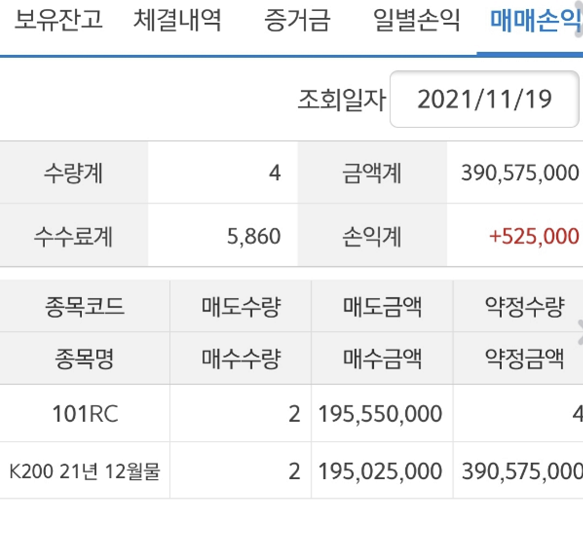 보유잔고 체결내역 증거금 일별손익 매매손익
조회일자 2021/11/19
수량계 4 금액계 390,575,000
수수료계 5,860 손익계 +525,000
종목코드 매도수량 매도금액 약정수량
종목명 매수수량 매수금액 약정금액
101RC 2 195,550,000 4
K200 21년 12월물 2 195,025,000 390,575,000